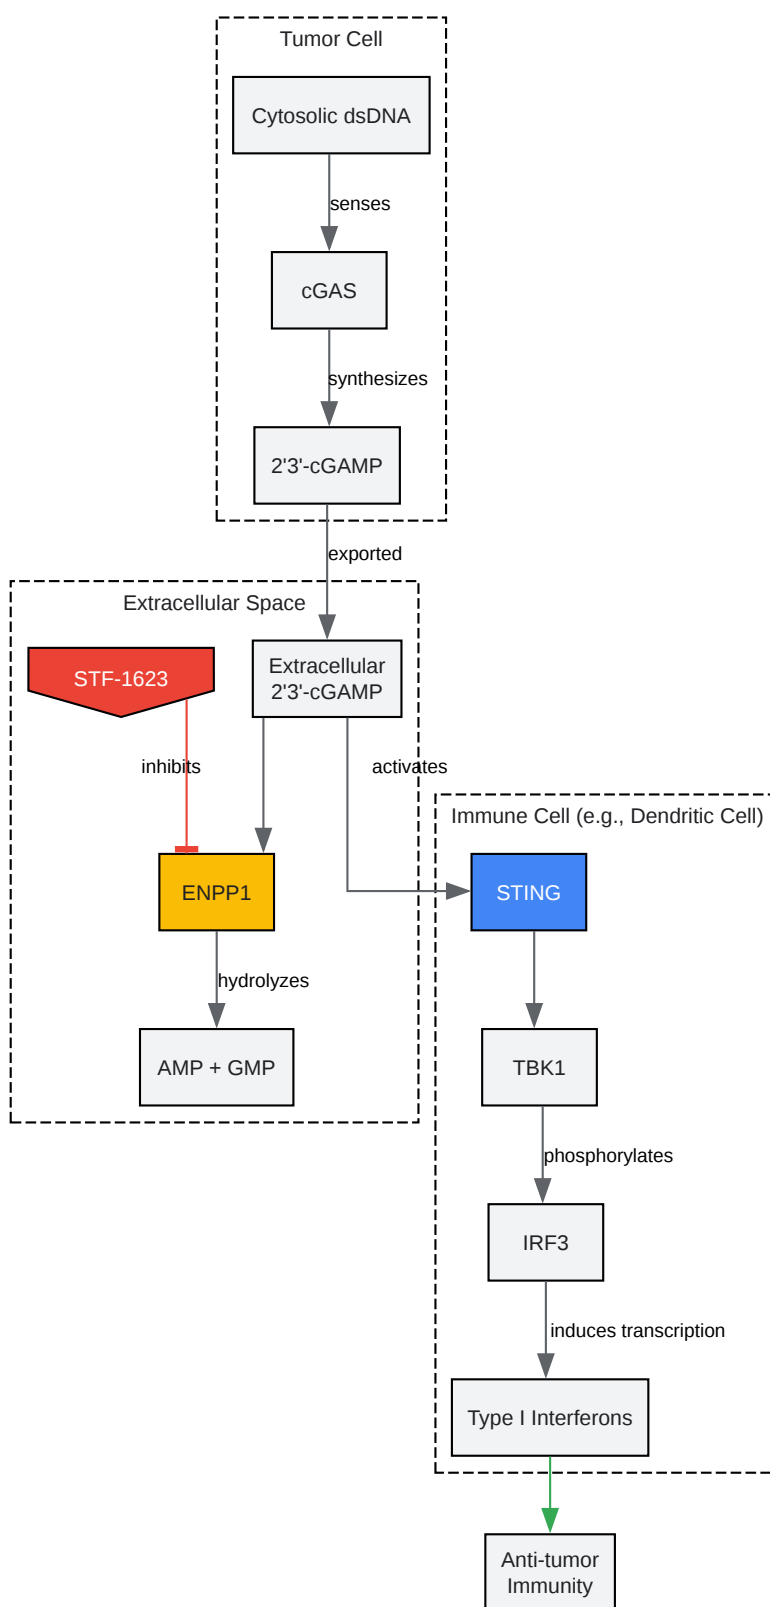 Tumor Cell
Cytosolic dsDNA
senses
cGAS
synthesizes
2'3'-cGAMP
exported
Extracellular Space
STF-1623
Extracellular
2'3'-cGAMP
inhibits
activates
Immune Cell (e.g., Dendritic Cell)
ENPP1
STING
hydrolyzes
AMP + GMP
TBK1
phosphorylates
IRF3
induces transcription
Type I Interferons
Anti-tumor
Immunity